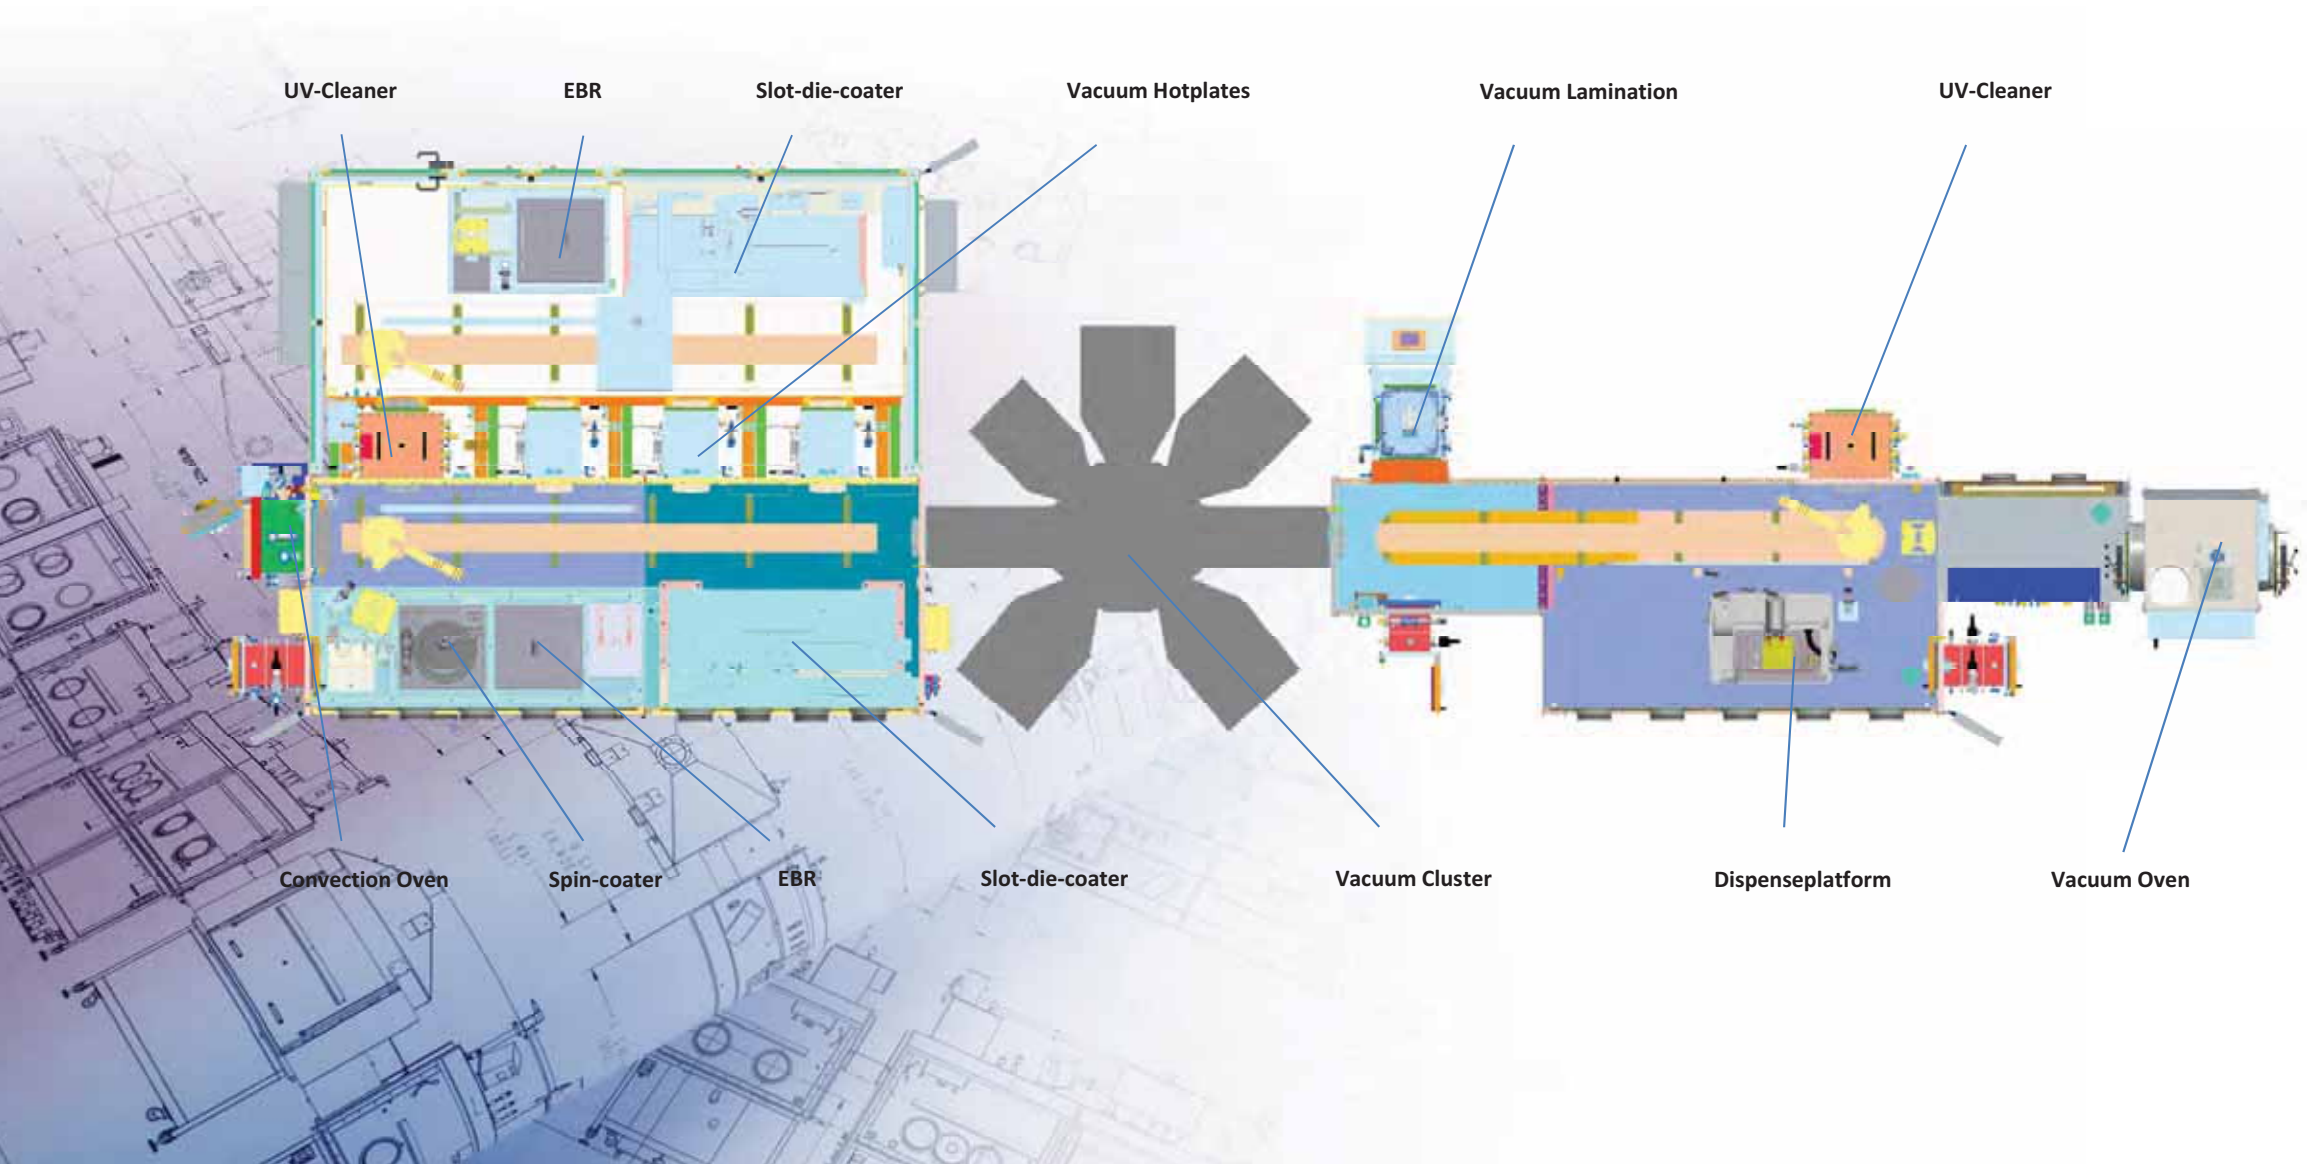 UV-Cleaner
EBR
Slot-die-coater
Vacuum Hotplates
Vacuum Lamination
UV-Cleaner
Convection Oven
Spin-coater
EBR
Slot-die-coater
Vacuum Cluster
Dispenseplatform
Vacuum Oven